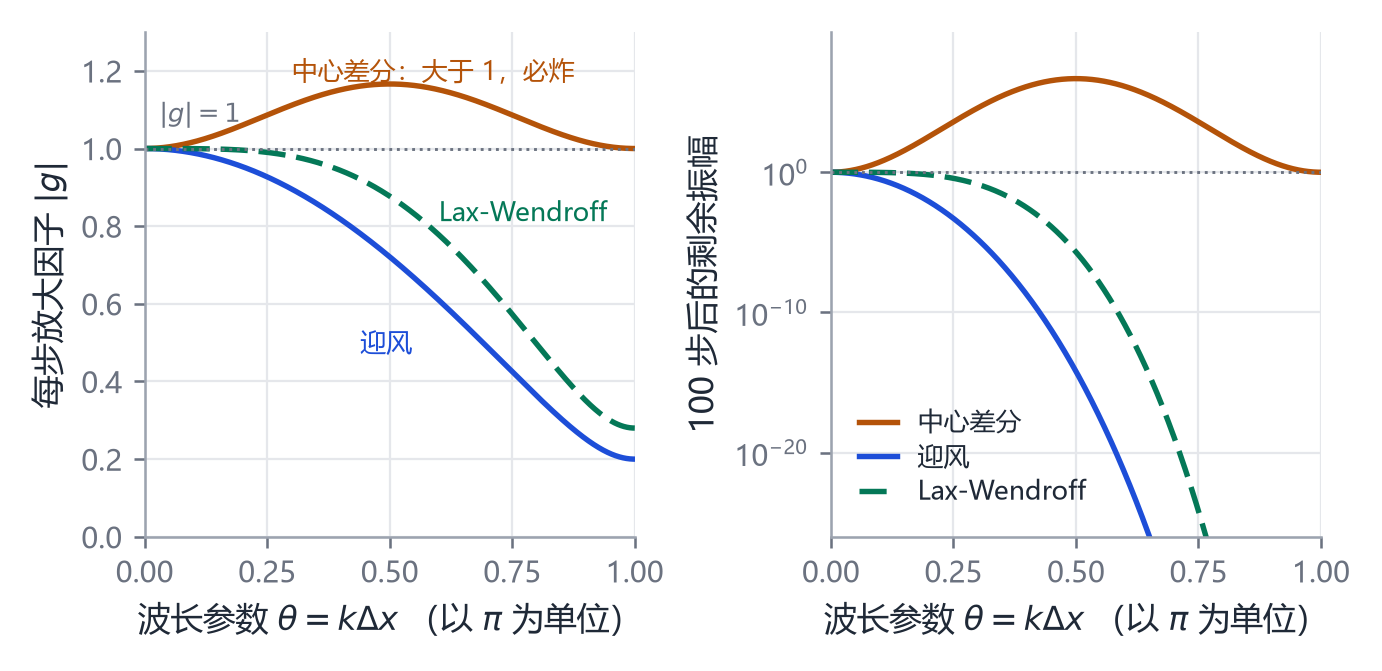 中心差分：大于 1，必炸
|g| = 1
Lax-Wendroff
迎风
每步放大因子 |g|
1.2
1.0
0.8
0.6
0.4
0.2
0.0
0.00 0.25 0.50 0.75 1.00
波长参数 θ = kΔx （以 π 为单位）
100 步后的剩余振幅
10⁰
10⁻¹⁰
10⁻²⁰
中心差分
迎风
Lax-Wendroff
0.00 0.25 0.50 0.75 1.00
波长参数 θ = kΔx （以 π 为单位）